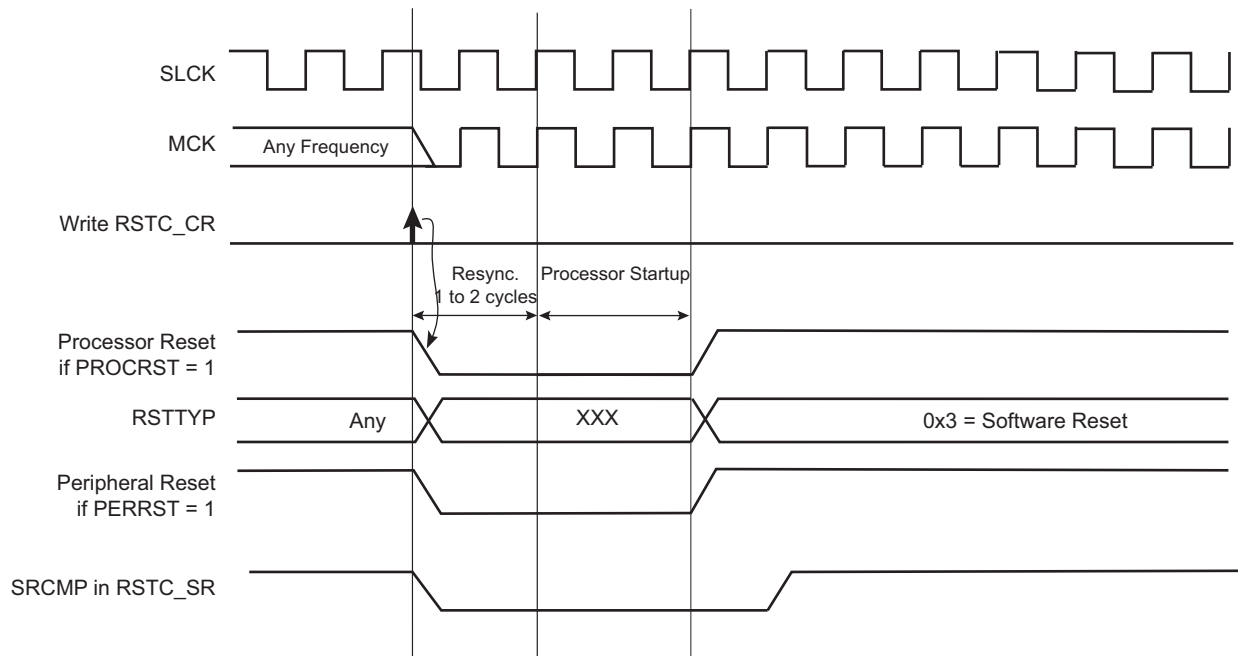 SLCK
MCK
Any Frequency
Write RSTC_CR
Resync.
1 to 2 cycles
Processor Startup
Processor Reset
if PROCRST = 1
RSTTYP
Any
XXX
0x3 = Software Reset
Peripheral Reset
if PERRST = 1
SRCMP in RSTC_SR